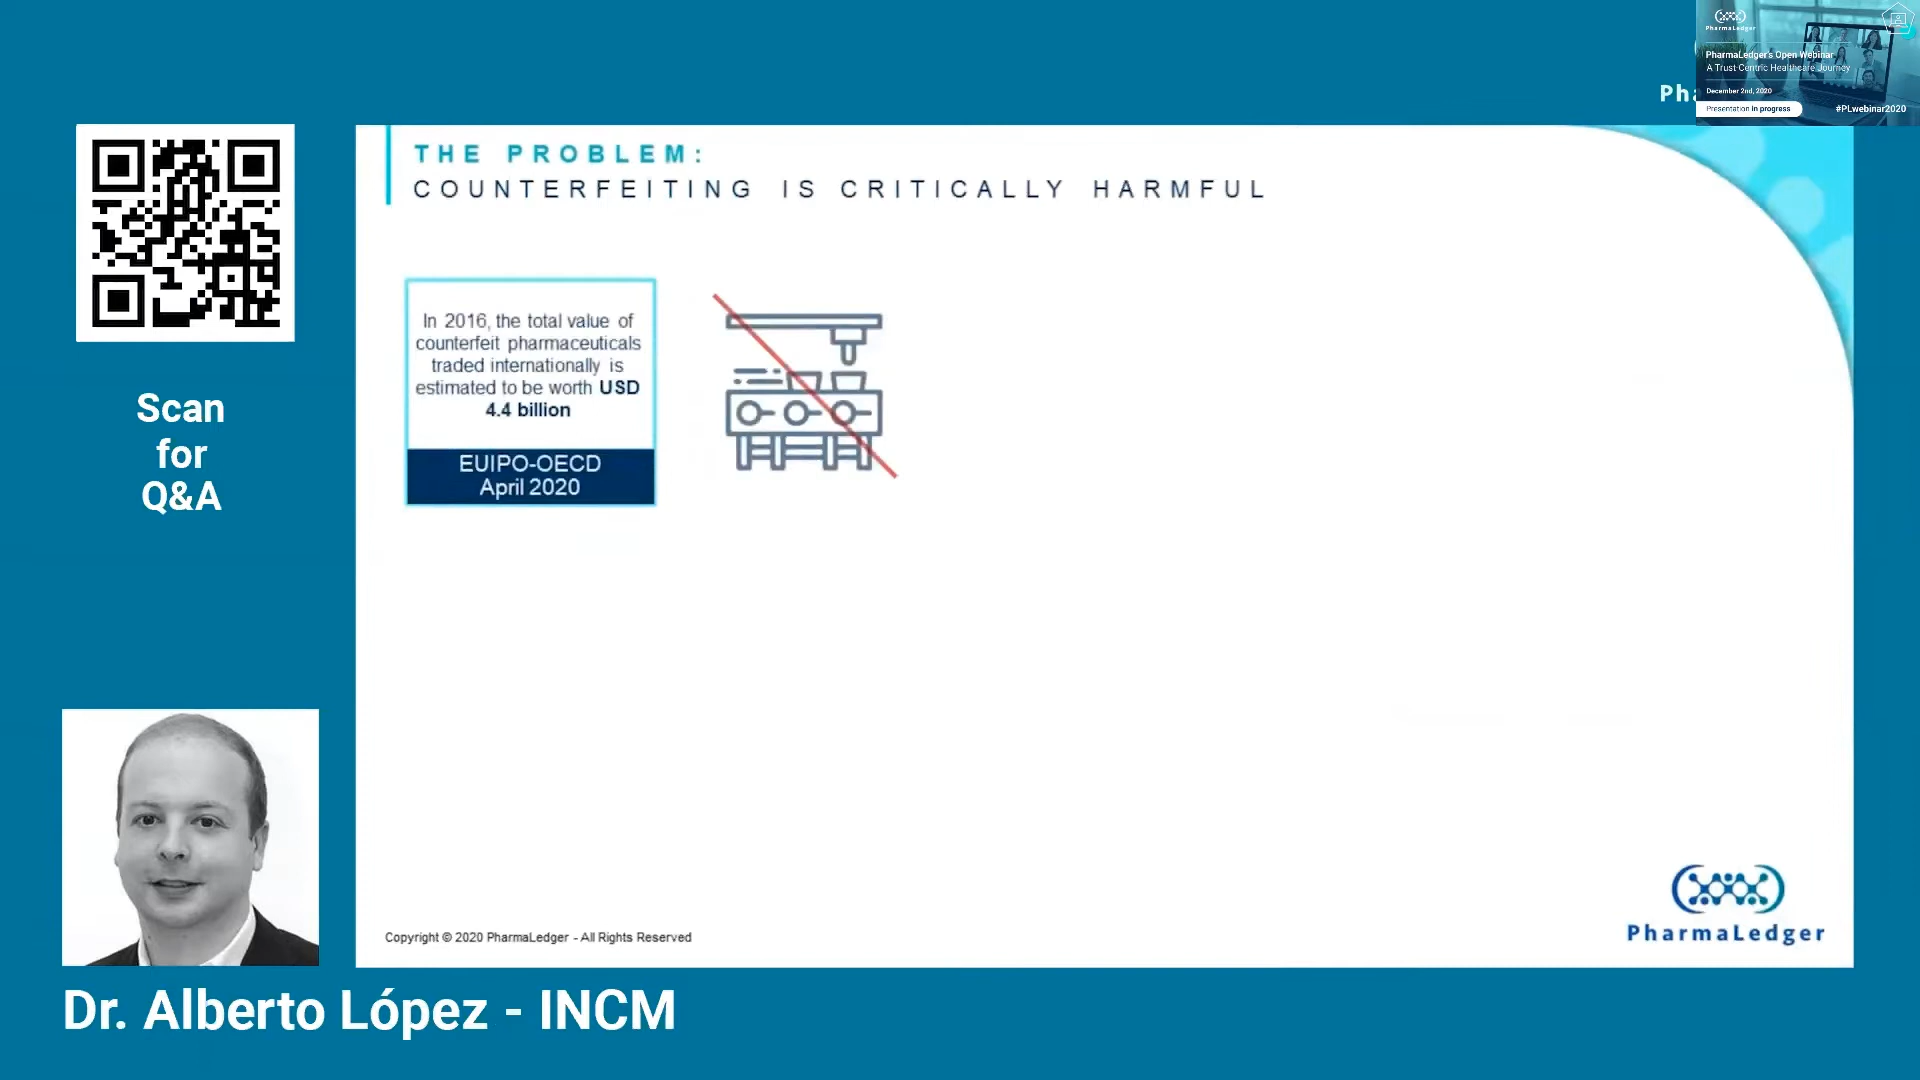 PharmaLedger
PharmaLedger's Open Webinar
A Trust-Centric Healthcare Journey
December 2nd, 2020
Presentation in progress
#PLwebinar2020
Pha
THE PROBLEM:
COUNTERFEITING IS CRITICALLY HARMFUL
In 2016, the total value of
counterfeit pharmaceuticals
traded internationally is
estimated to be worth USD
4.4 billion
EUIPO-OECD
April 2020
Scan
for
Q&A
Copyright © 2020 PharmaLedger - All Rights Reserved
PharmaLedger
Dr. Alberto López - INCM